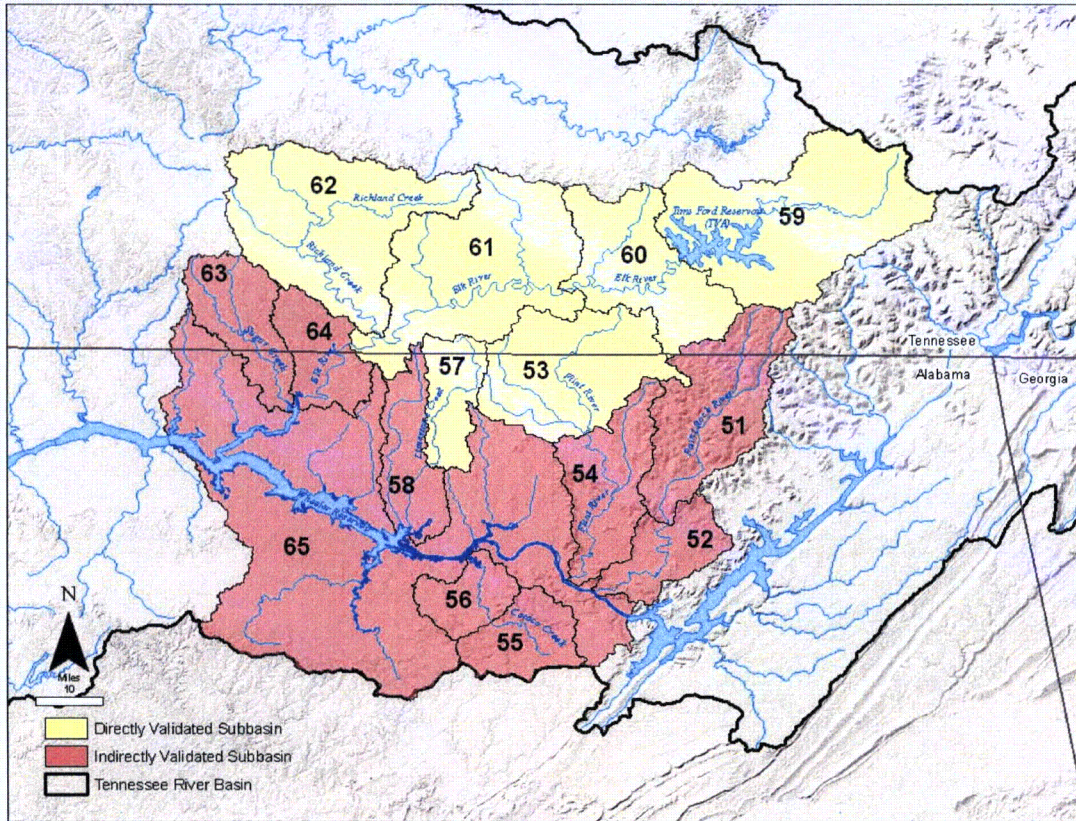 62
Richland Creek
59
Tims Ford Reservoir
(TVA)
61
60
Richland Creek
Elk River
Elk River
63
64
57
53
Flint River
Tennessee
Alabama
Georgia
51
58
54
Flint River
52
65
56
55
N
Miles
10
Directly Validated Subbasin
Indirectly Validated Subbasin
Tennessee River Basin